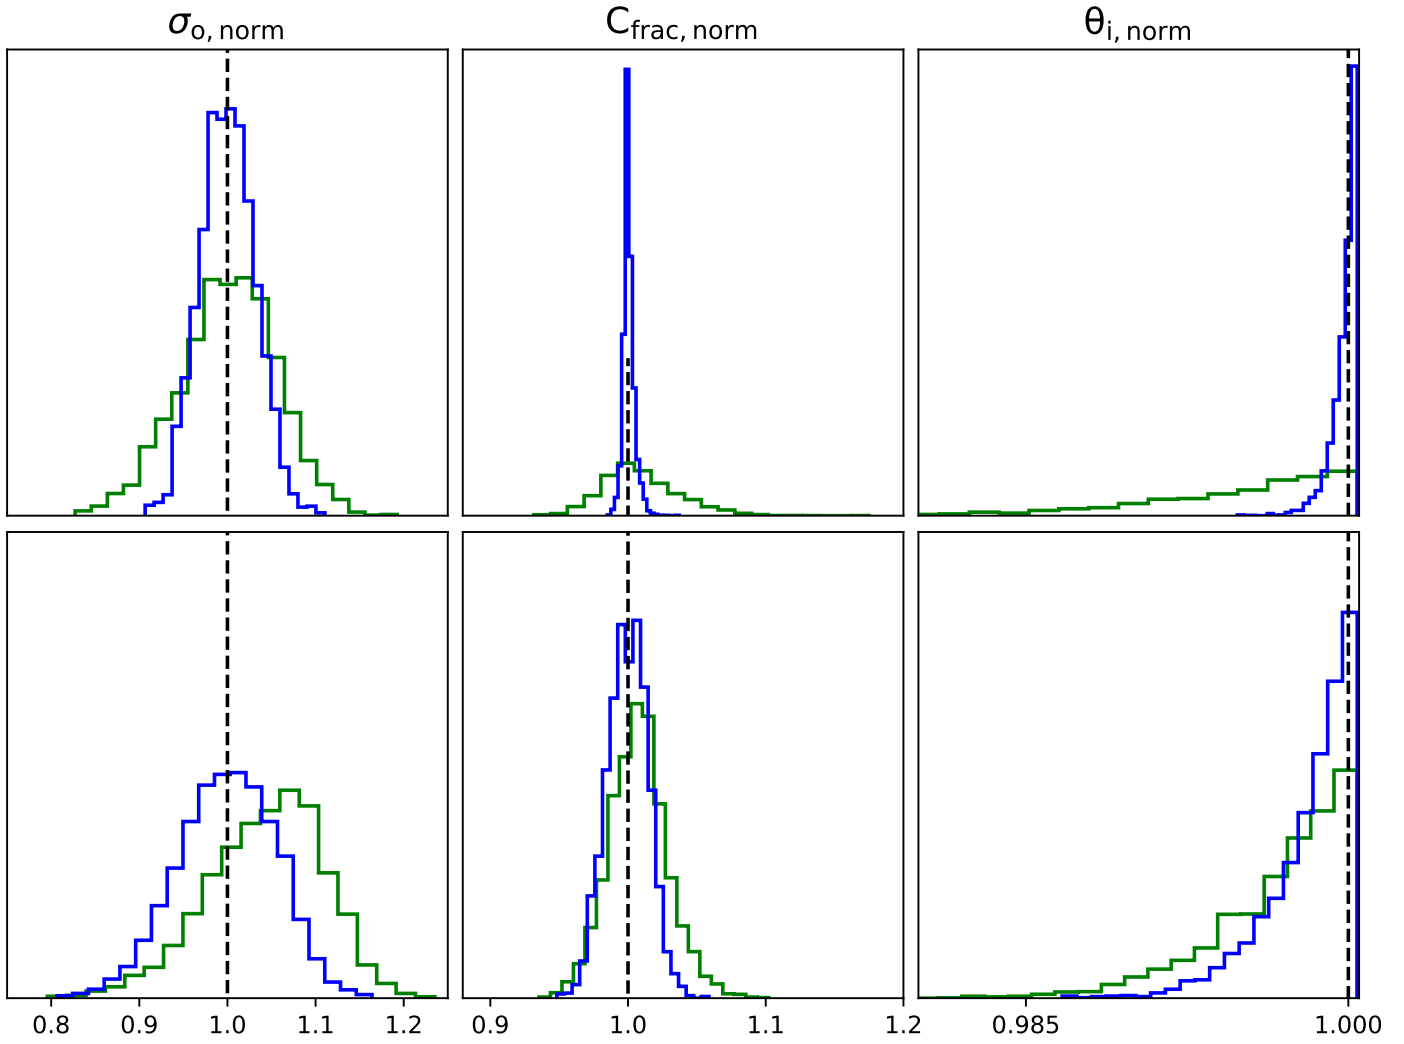 σo, norm
Cfrac, norm
θi, norm
0.8 0.9 1.0 1.1 1.2
0.9 1.0 1.1 1.2
0.985 1.000